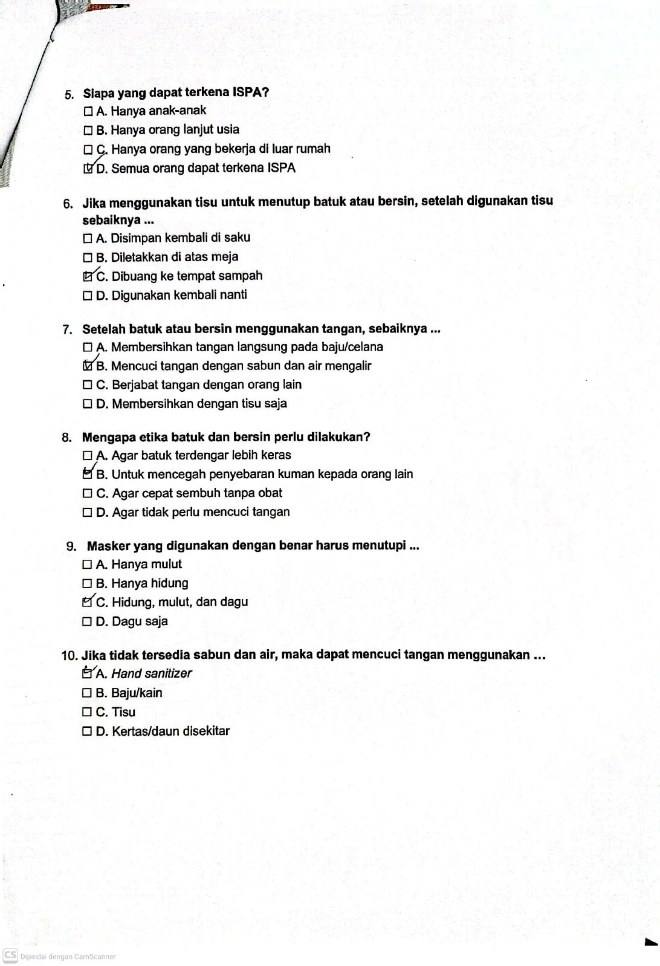 5. Siapa yang dapat terkena ISPA?
☐ A. Hanya anak-anak
☐ B. Hanya orang lanjut usia
☐ C. Hanya orang yang bekerja di luar rumah
☑ D. Semua orang dapat terkena ISPA
6. Jika menggunakan tisu untuk menutup batuk atau bersin, setelah digunakan tisu
sebaiknya ...
☐ A. Disimpan kembali di saku
☐ B. Diletakkan di atas meja
☑ C. Dibuang ke tempat sampah
☐ D. Digunakan kembali nanti
7. Setelah batuk atau bersin menggunakan tangan, sebaiknya ...
☐ A. Membersihkan tangan langsung pada baju/celana
☑ B. Mencuci tangan dengan sabun dan air mengalir
☐ C. Berjabat tangan dengan orang lain
☐ D. Membersihkan dengan tisu saja
8. Mengapa etika batuk dan bersin perlu dilakukan?
☐ A. Agar batuk terdengar lebih keras
☑ B. Untuk mencegah penyebaran kuman kepada orang lain
☐ C. Agar cepat sembuh tanpa obat
☐ D. Agar tidak perlu mencuci tangan
9. Masker yang digunakan dengan benar harus menutupi ...
☐ A. Hanya mulut
☐ B. Hanya hidung
☑ C. Hidung, mulut, dan dagu
☐ D. Dagu saja
10. Jika tidak tersedia sabun dan air, maka dapat mencuci tangan menggunakan ...
☑ A. Hand sanitizer
☐ B. Baju/kain
☐ C. Tisu
☐ D. Kertas/daun disekitar
CS Dipindai dengan CamScanner